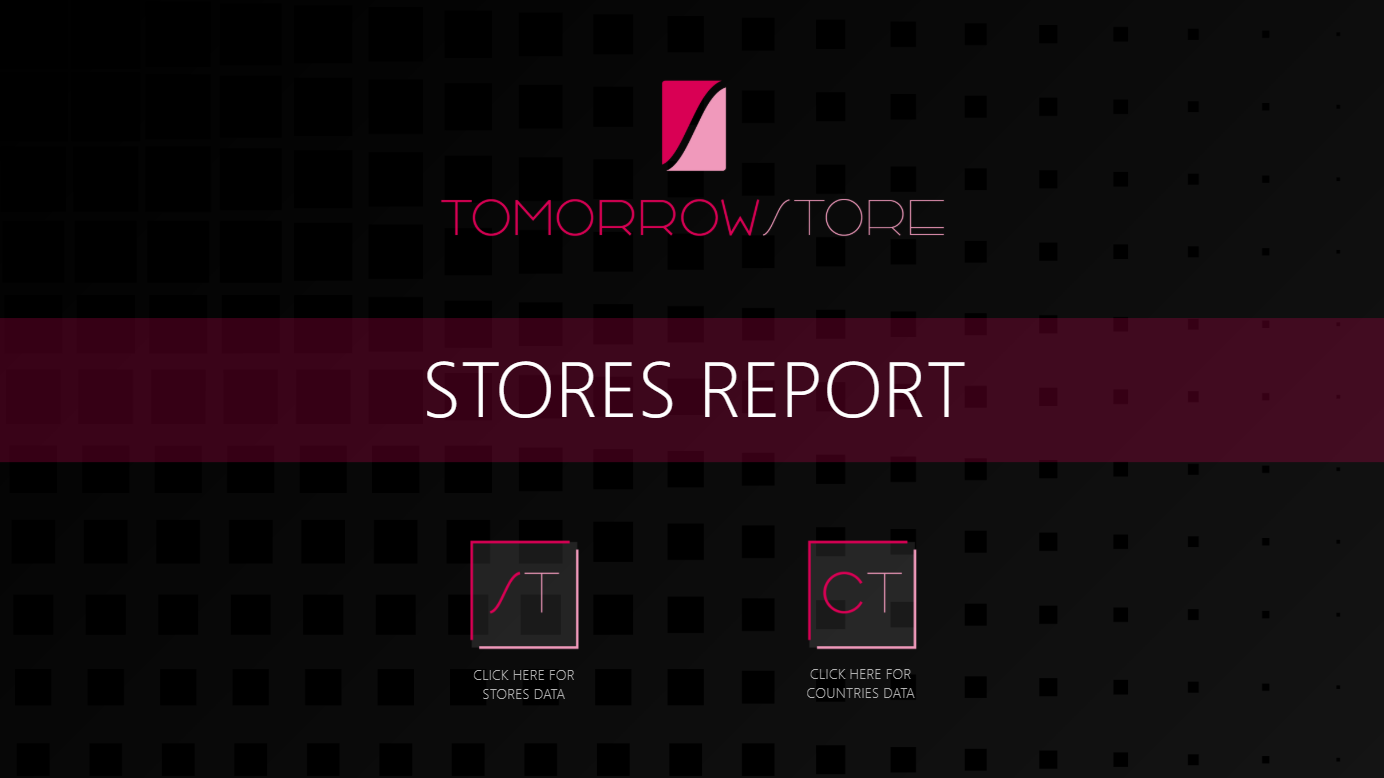 TOMORROWSTORE
STORES REPORT
ST
CT
CLICK HERE FOR
STORES DATA
CLICK HERE FOR
COUNTRIES DATA